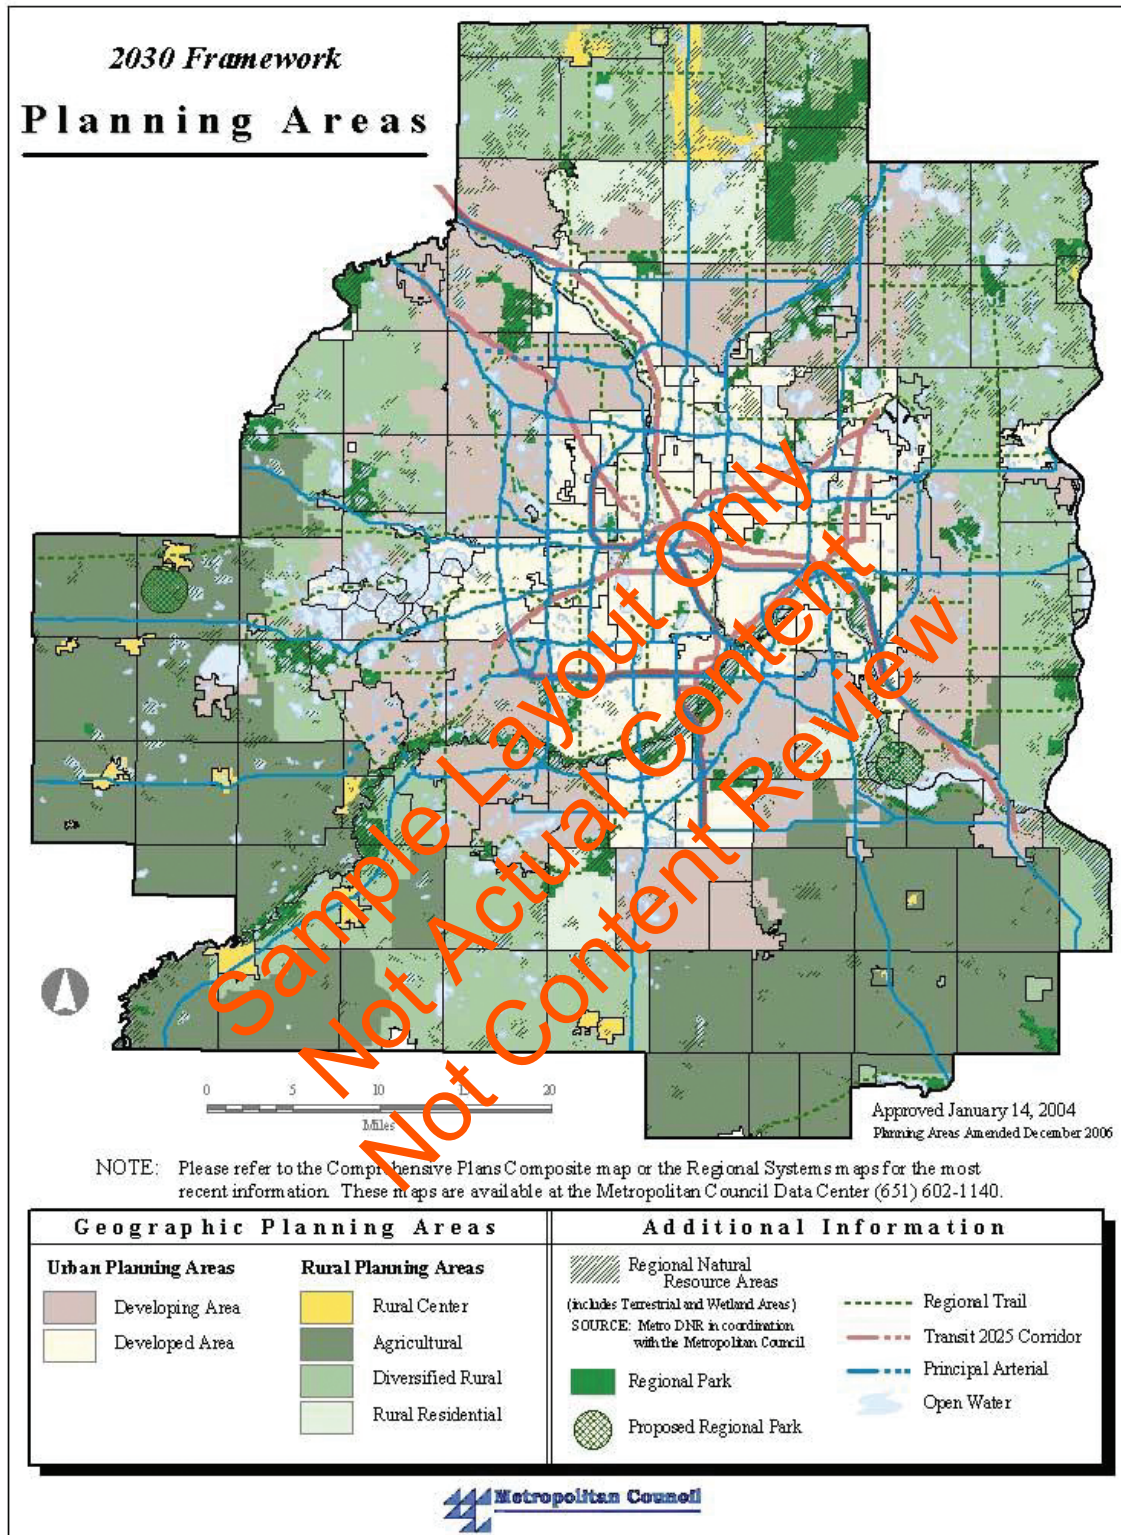 2030 Framework
Planning Areas
Sample Layout Only
Not Actual Content
Not Content Review
0 5 10 20
Miles
Approved January 14, 2004
Planning Areas Amended December 2006
NOTE: Please refer to the Comprehensive Plans Composite map or the Regional Systems maps for the most
recent information. These maps are available at the Metropolitan Council Data Center (651) 602-1140.
Geographic Planning Areas
Urban Planning Areas
Developing Area
Developed Area
Rural Planning Areas
Rural Center
Agricultural
Diversified Rural
Rural Residential
Additional Information
Regional Natural
Resource Areas
(includes Terrestrial and Wetland Areas)
SOURCE: Metro DNR in coordination
with the Metropolitan Council
Regional Park
Proposed Regional Park
Regional Trail
Transit 2025 Corridor
Principal Arterial
Open Water
Metropolitan Council